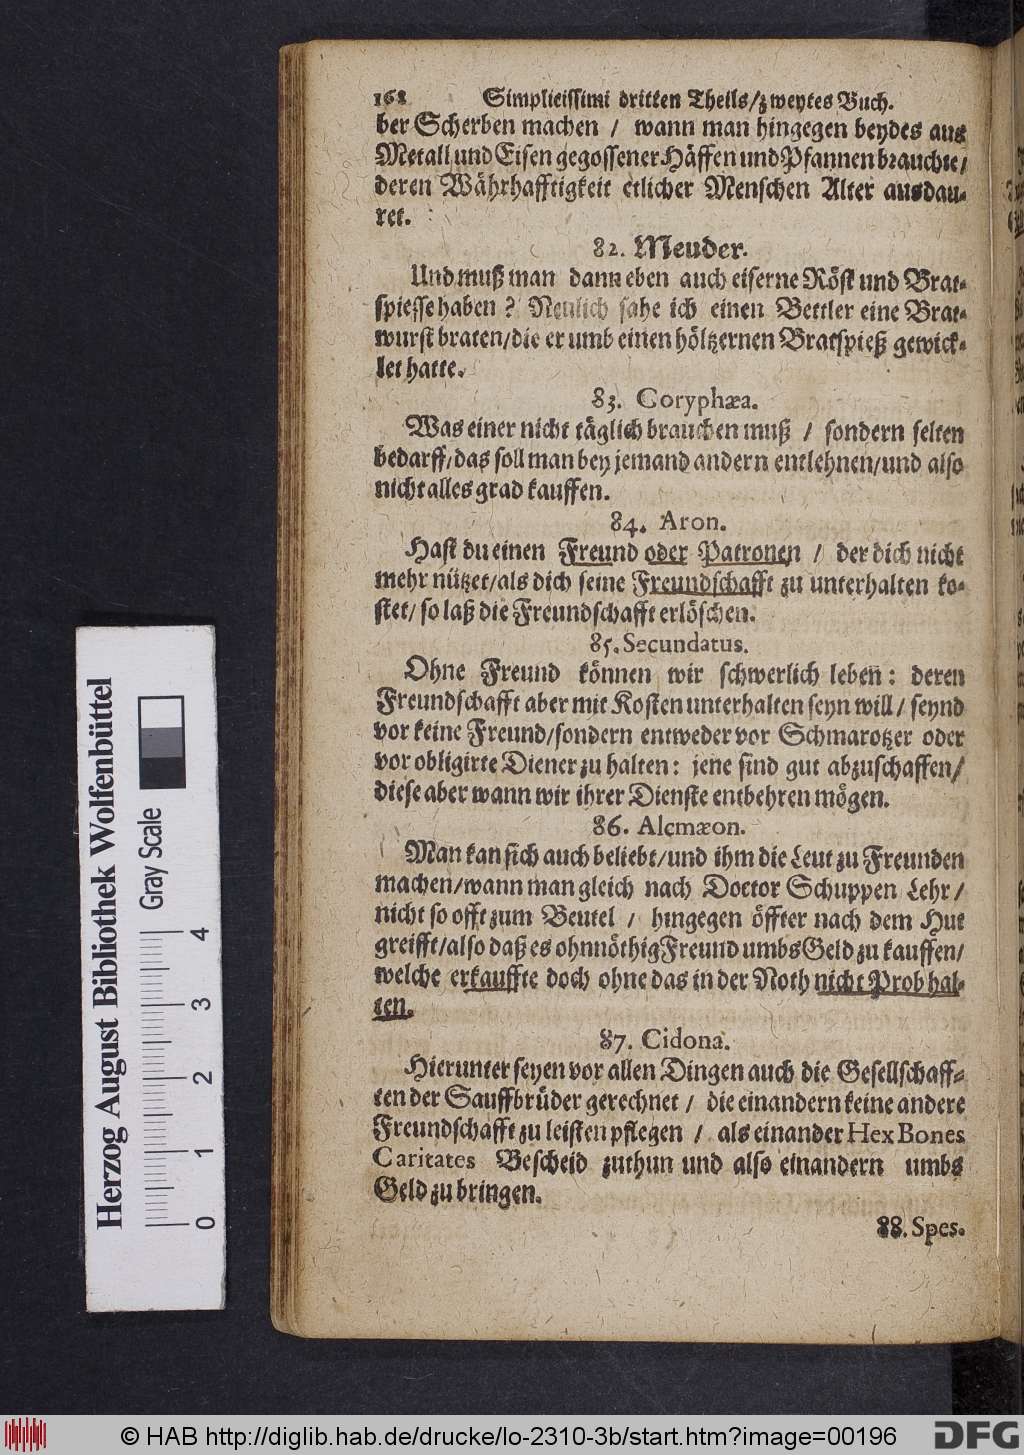 168 Simplicissimi dritten Theils/zweytes Buch.
ber Scherben machen / wann man hingegen beydes aus
Metall und Eisen gegossener Häffen und Pfannen brauchte/
deren Währhafftigkeit etlicher Menschen Alter ausdau-
ret.
82. Meuder.
Und muß man dann eben auch eiserne Röst und Brat-
spiesse haben? Neulich sahe ich einen Bettler eine Brat-
wurst braten/die er umb einen höltzernen Bratspieß gewick-
let hatte.
83. Coryphæa.
Was einer nicht täglich brauchen muß / sondern selten
bedarff/das soll man bey jemand andern entlehnen/und also
nicht alles grad kauffen.
84. Aron.
Hast du einen Freund oder Patronen / der dich nicht
mehr nützet/als dich seine Freundschafft zu unterhalten ko-
stet/ so laß die Freundschafft erlöschen.
85. Secundatus.
Ohne Freund können wir schwerlich leben: deren
Freundschafft aber mit Kosten unterhalten seyn will / seynd
vor keine Freund/sondern entweder vor Schmarotzer oder
vor obligirte Diener zu halten: jene sind gut abzuschaffen/
diese aber wann wir ihrer Dienste entbehren mögen.
86. Alcmæon.
Man kan sich auch beliebt/und ihm die Leut zu Freunden
machen/wann man gleich nach Doctor Schuppen Lehr /
nicht so offt zum Beutel / hingegen öffter nach dem Hut
greifft/also daß es ohnnöthig Freund umbs Geld zu kauffen/
welche erkauffte doch ohne das in der Noth nicht Prob hal-
ten.
87. Cidona.
Hierunter seyen vor allen Dingen auch die Gesellschaff-
ten der Sauffbrüder gerechnet / die einandern keine andere
Freundschafft zu leisten pflegen / als einander Hex Bones
Caritates Bescheid zuthun und also einandern umbs
Geld zu bringen.
88. Spes.
Herzog August Bibliothek Wolfenbüttel
Gray Scale
0 1 2 3 4
© HAB http://diglib.hab.de/drucke/lo-2310-3b/start.htm?image=00196
DFG